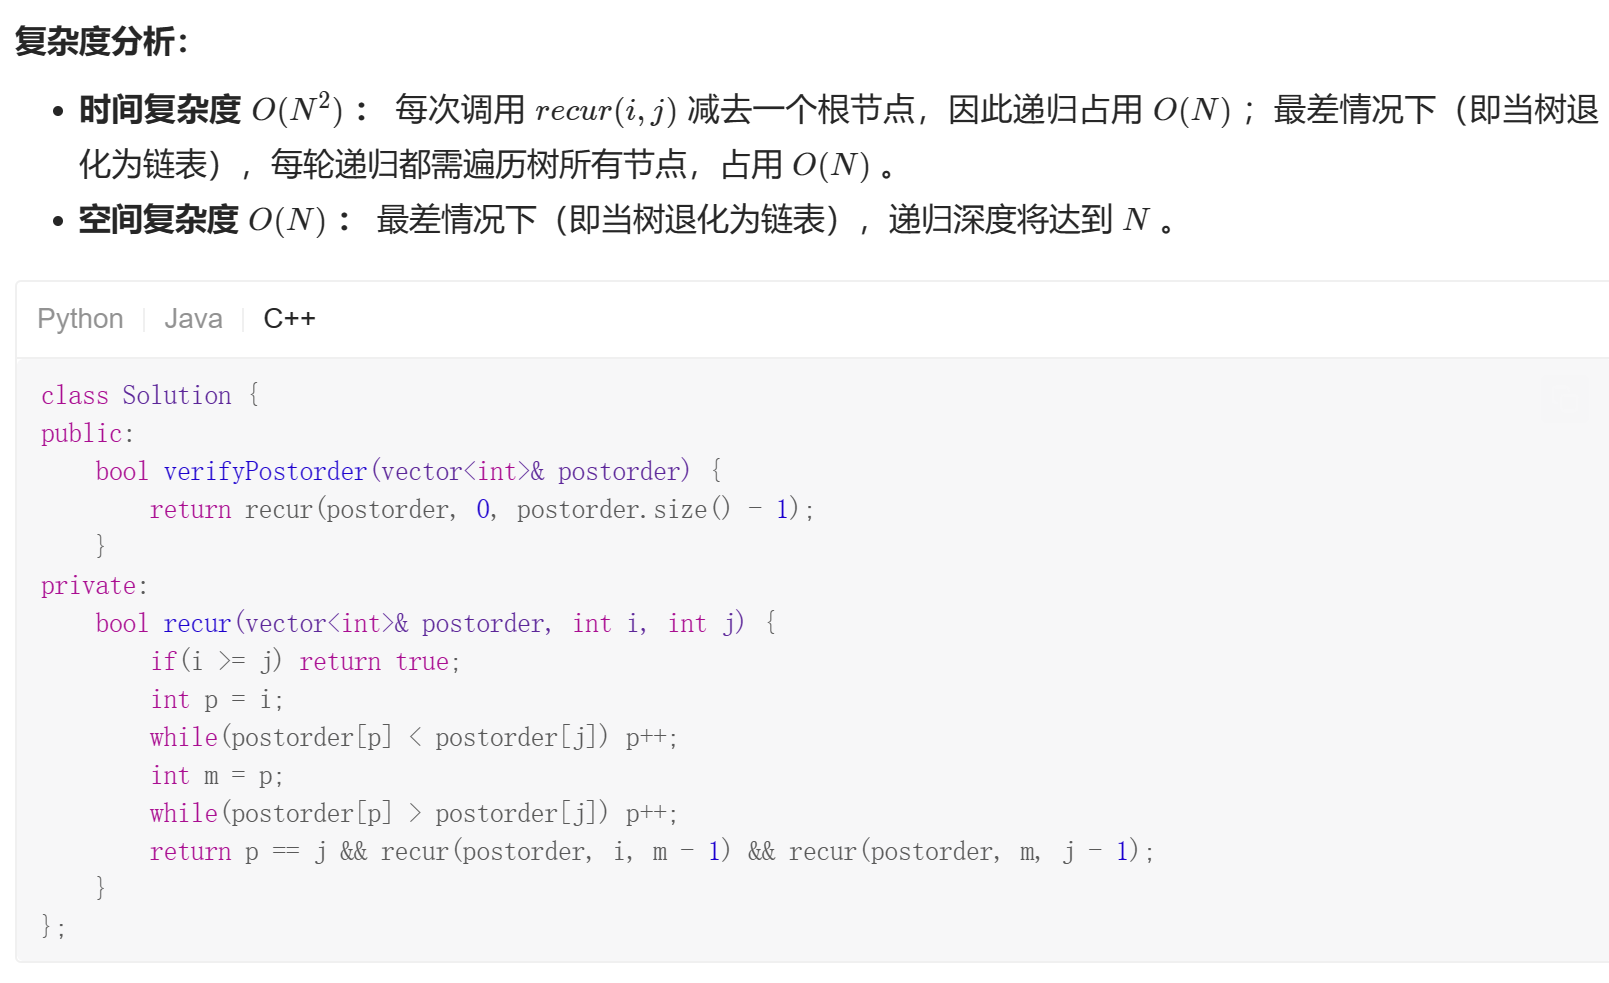 复杂度分析：
• 时间复杂度 O(N²) ： 每次调用 recur(i, j) 减去一个根节点，因此递归占用 O(N) ；最差情况下（即当树退
化为链表），每轮递归都需遍历树所有节点，占用 O(N) 。
• 空间复杂度 O(N) ： 最差情况下（即当树退化为链表），递归深度将达到 N 。
Python | Java | C++
class Solution {
public:
    bool verifyPostorder(vector<int>& postorder) {
        return recur(postorder, 0, postorder.size() - 1);
    }
private:
    bool recur(vector<int>& postorder, int i, int j) {
        if(i >= j) return true;
        int p = i;
        while(postorder[p] < postorder[j]) p++;
        int m = p;
        while(postorder[p] > postorder[j]) p++;
        return p == j && recur(postorder, i, m - 1) && recur(postorder, m, j - 1);
    }
};